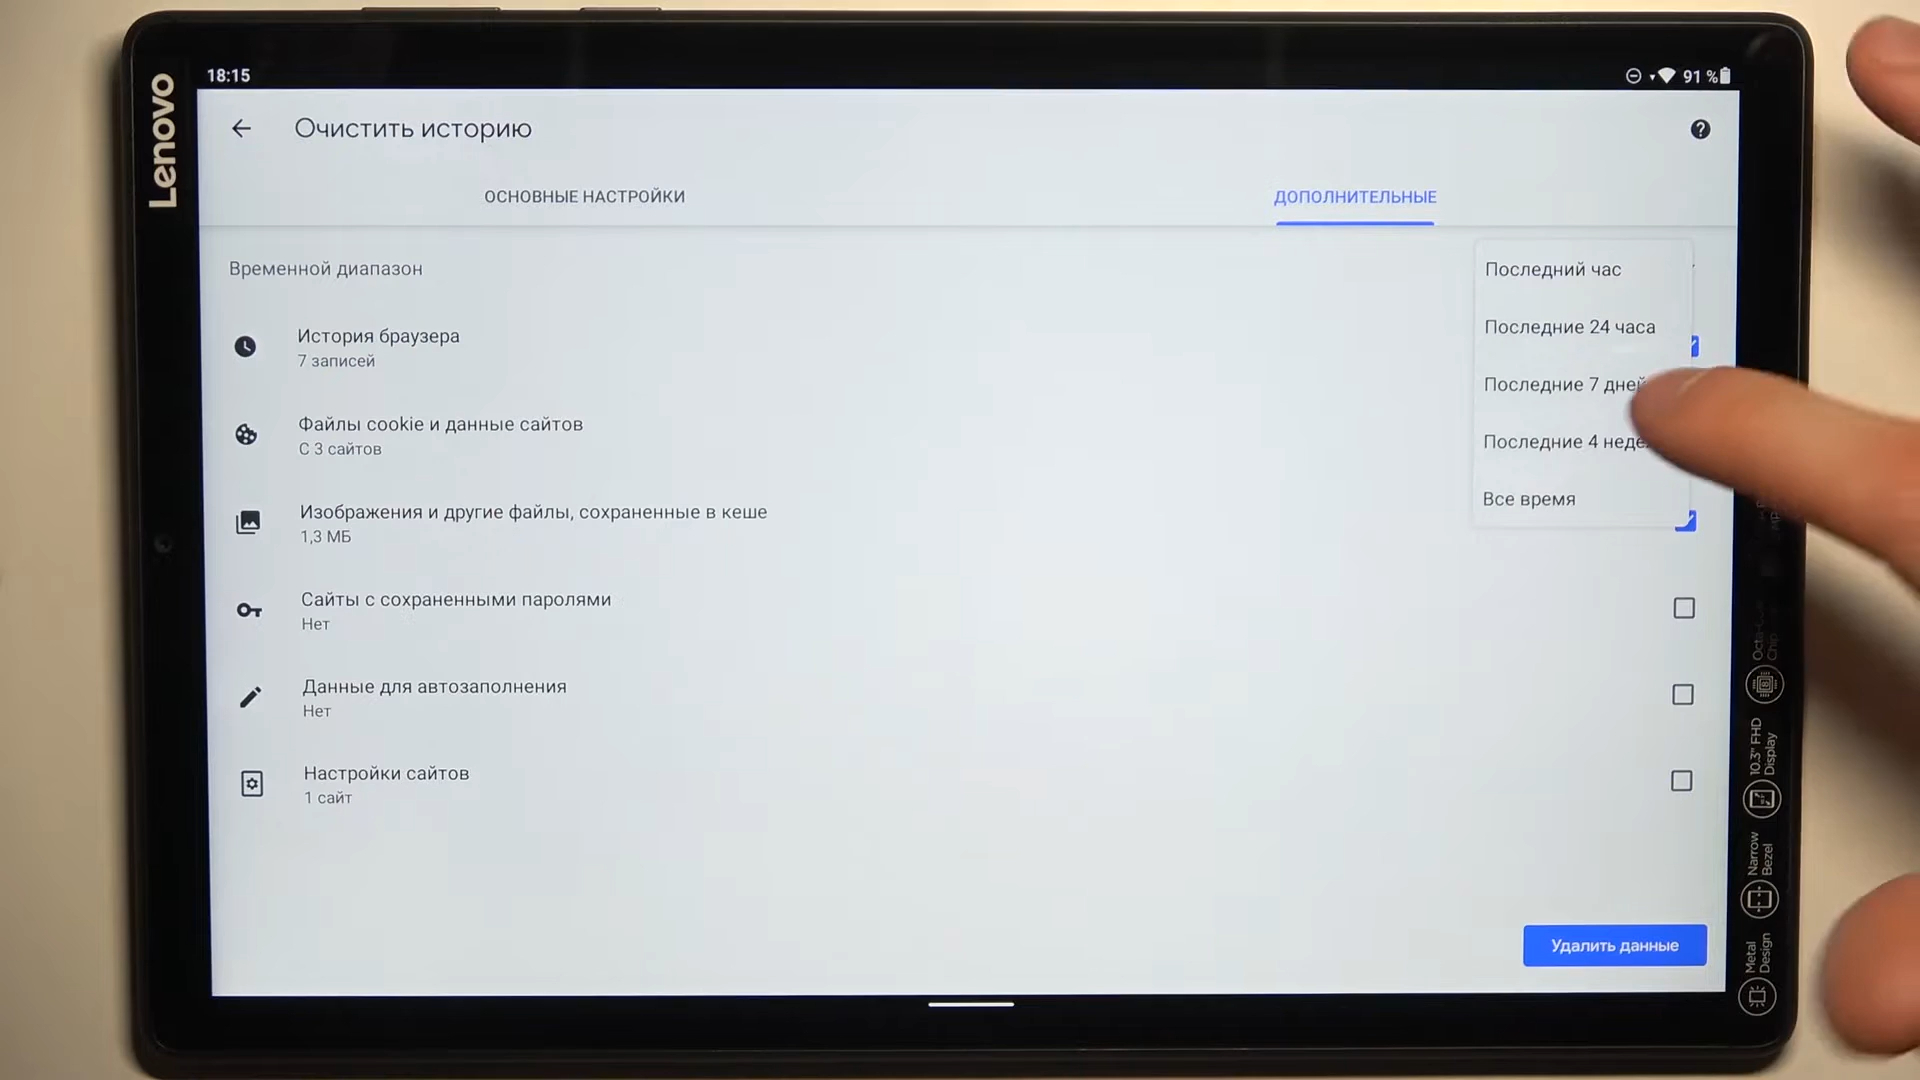 Lenovo
18:15
91 %
Очистить историю
ОСНОВНЫЕ НАСТРОЙКИ
ДОПОЛНИТЕЛЬНЫЕ
Временной диапазон
Последний час
Последние 24 часа
Последние 7 дней
Последние 4
Все время
История браузера
7 записей
Файлы cookie и данные сайтов
С 3 сайтов
Изображения и другие файлы, сохраненные в кеше
1,3 МБ
Сайты с сохраненными паролями
Нет
Данные для автозаполнения
Нет
Настройки сайтов
1 сайт
Удалить данные
Chip
10.3" FHD
Display
Narrow
Bezel
Metal
Design